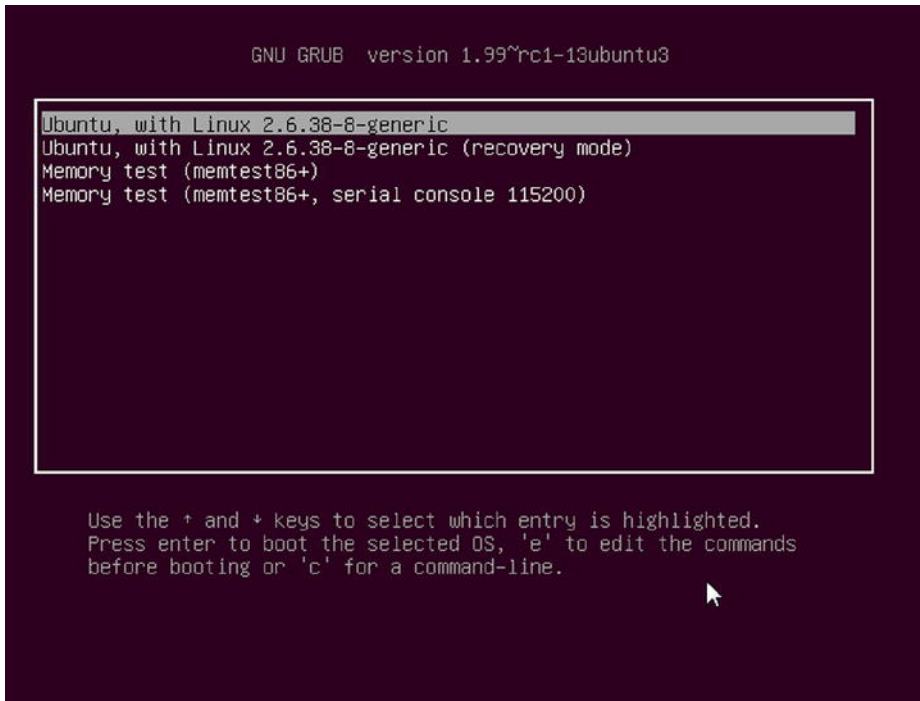 GNU GRUB  version 1.99~rc1-13ubuntu3
Ubuntu, with Linux 2.6.38-8-generic
Ubuntu, with Linux 2.6.38-8-generic (recovery mode)
Memory test (memtest86+)
Memory test (memtest86+, serial console 115200)
Use the ↑ and ↓ keys to select which entry is highlighted.
Press enter to boot the selected OS, 'e' to edit the commands
before booting or 'c' for a command-line.